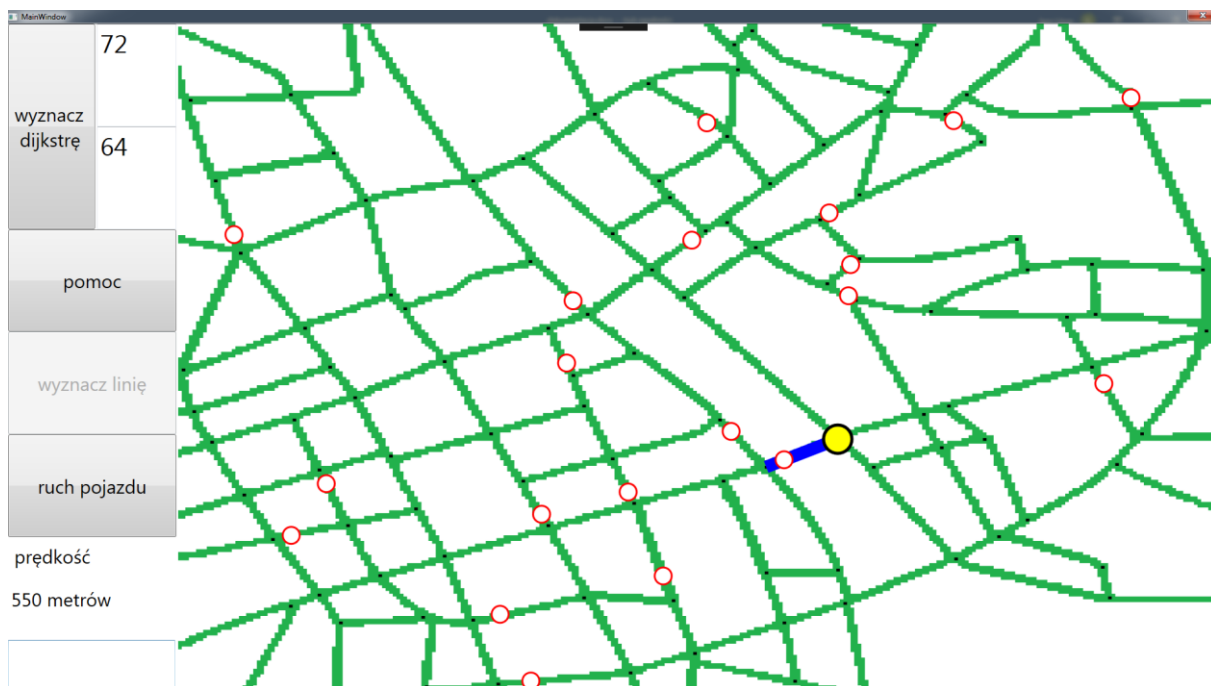 MainWindow
72
wyznacz
dijkstrę
64
pomoc
wyznacz linię
ruch pojazdu
prędkość
550 metrów